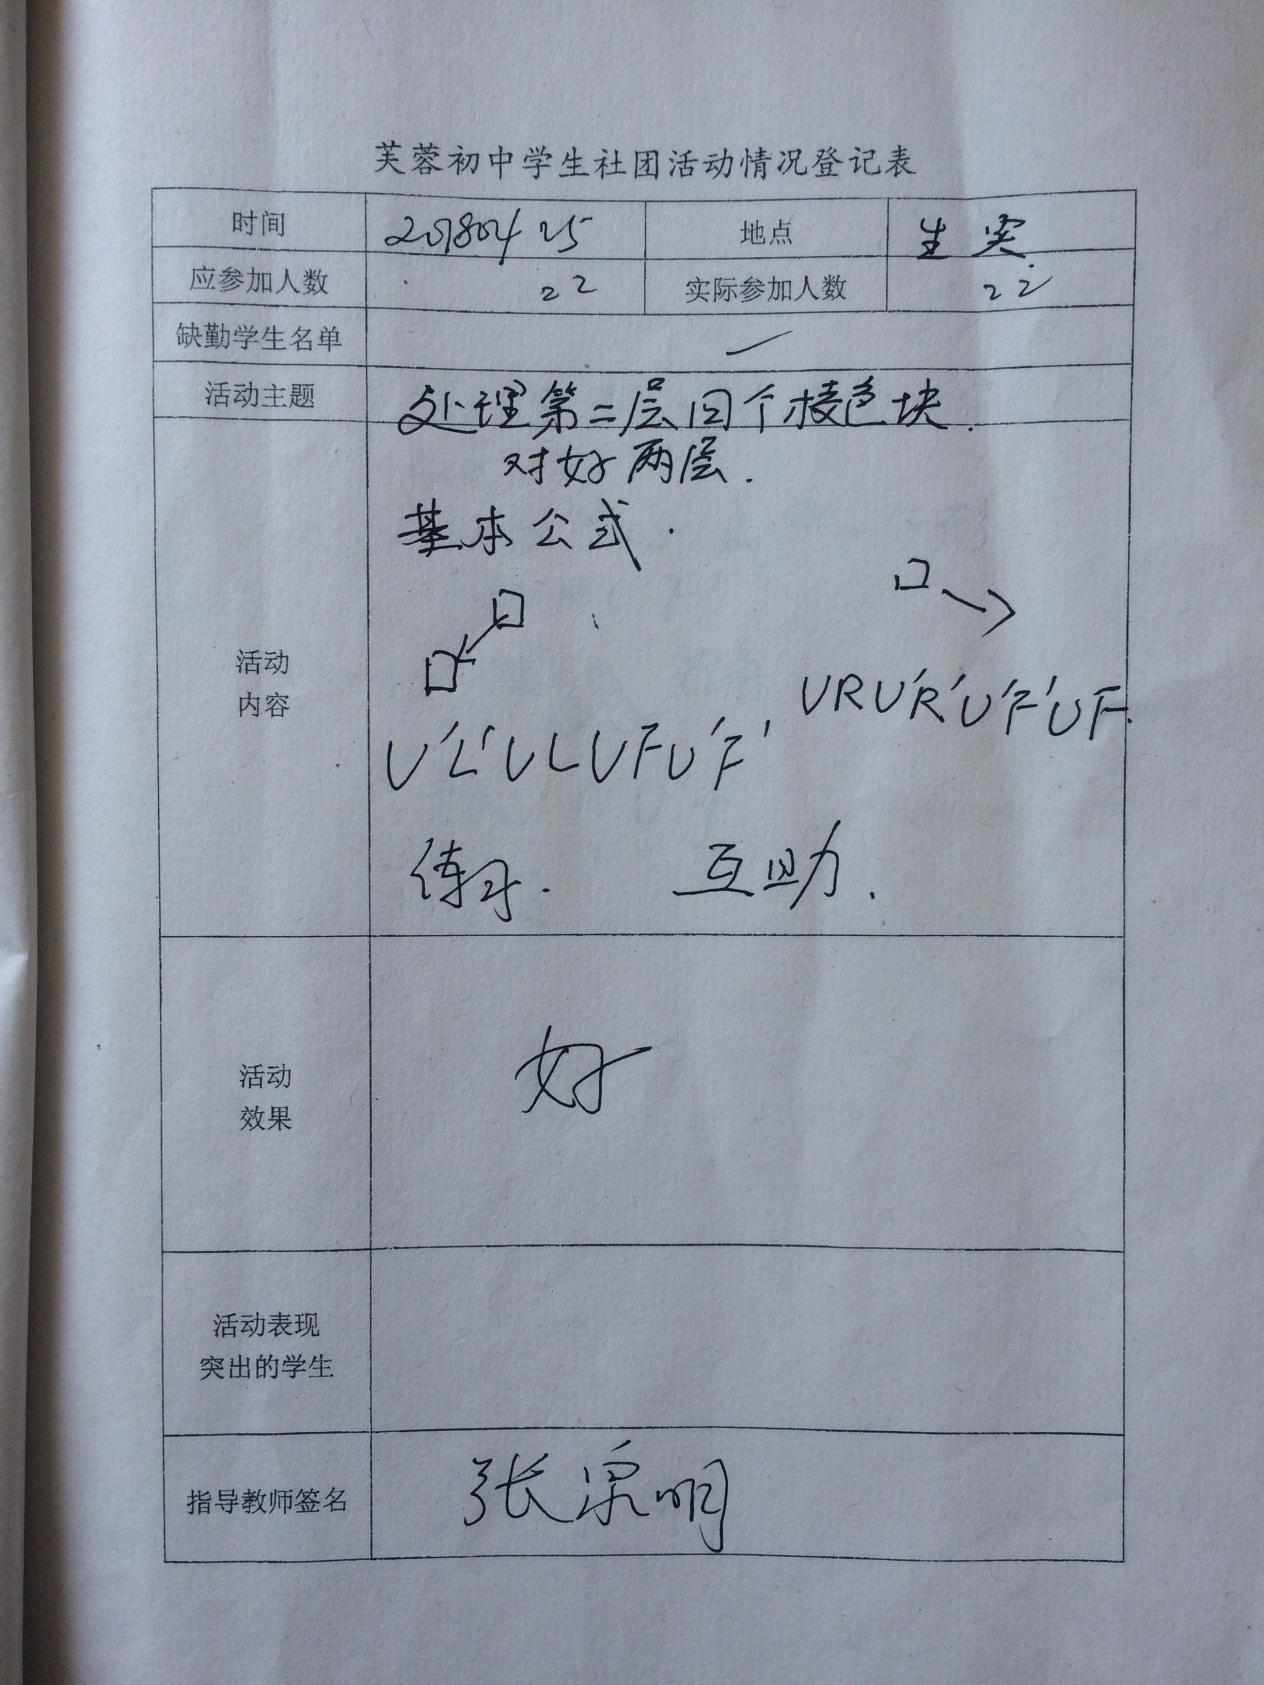 芙蓉初中学生社团活动情况登记表
时间 20180425 地点 生实
应参加人数 22 实际参加人数 22
缺勤学生名单
活动主题 处理第二层四个棱色块.
对好两层.
基本公式.
活动
内容
URU'R'U'F'UF.
U'L'ULUFU'F'
练习. 互助.
活动
效果
好
活动表现
突出的学生
指导教师签名 张泉明